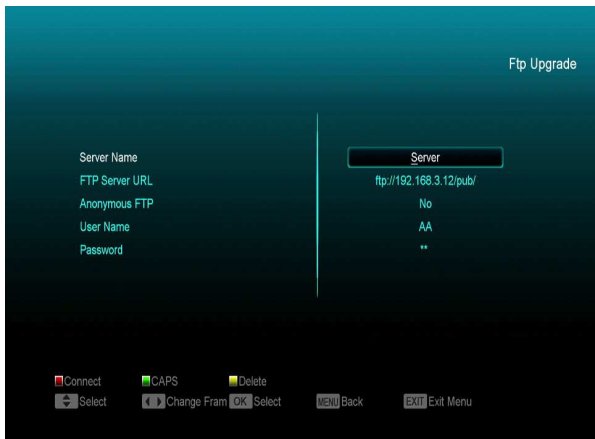 Ftp Upgrade
Server Name Server
FTP Server URL ftp://192.168.3.12/pub/
Anonymous FTP No
User Name AA
Password **
Connect CAPS Delete
Select Change Fram OK Select MENU Back EXIT Exit Menu